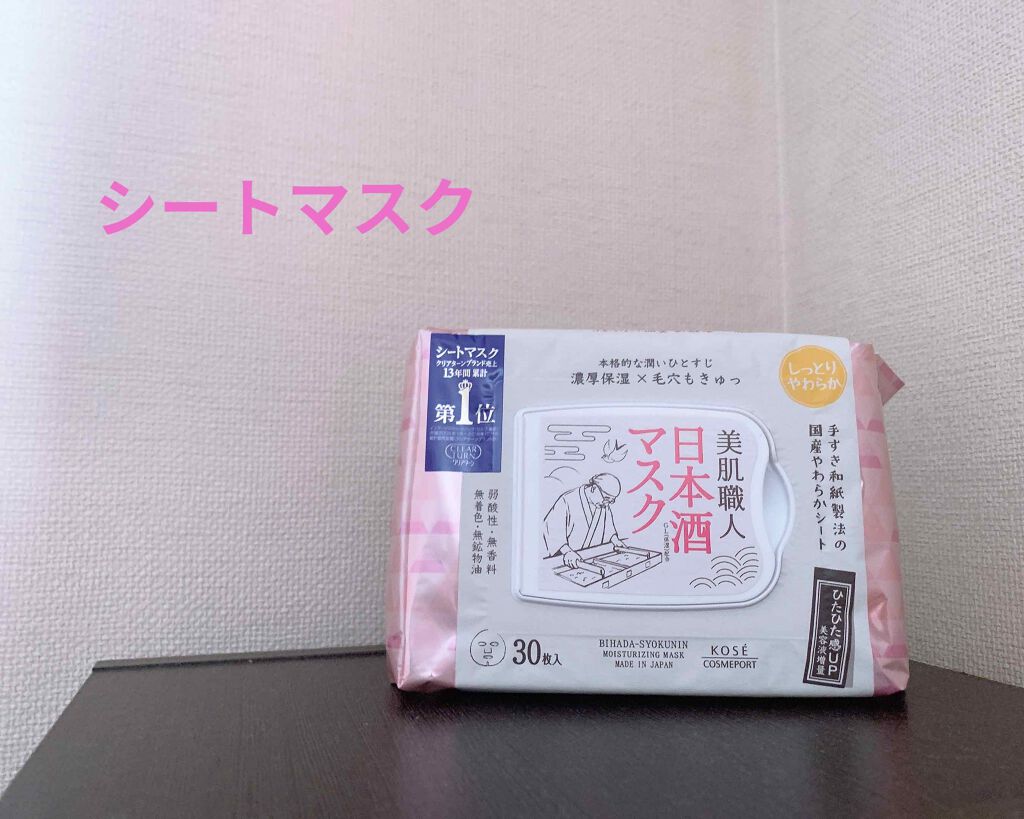 シートマスク
シートマスク
クリアターンブランド売上
13年間 累計
第1位
CLEAR
TURN
クリアターン
弱酸性・無香料
無着色・無鉱物油
本格的な潤いひとすじ
濃厚保湿×毛穴もきゅっ
美肌職人
日本酒
マスク
しっとり
やわらか
手すき和紙製法の
国産やわらかシート
ひたひた感UP
美容液増量
30枚入
BIHADA-SYOKUNIN
MOISTURIZING MASK
MADE IN JAPAN
KOSÉ
COSMEPORT